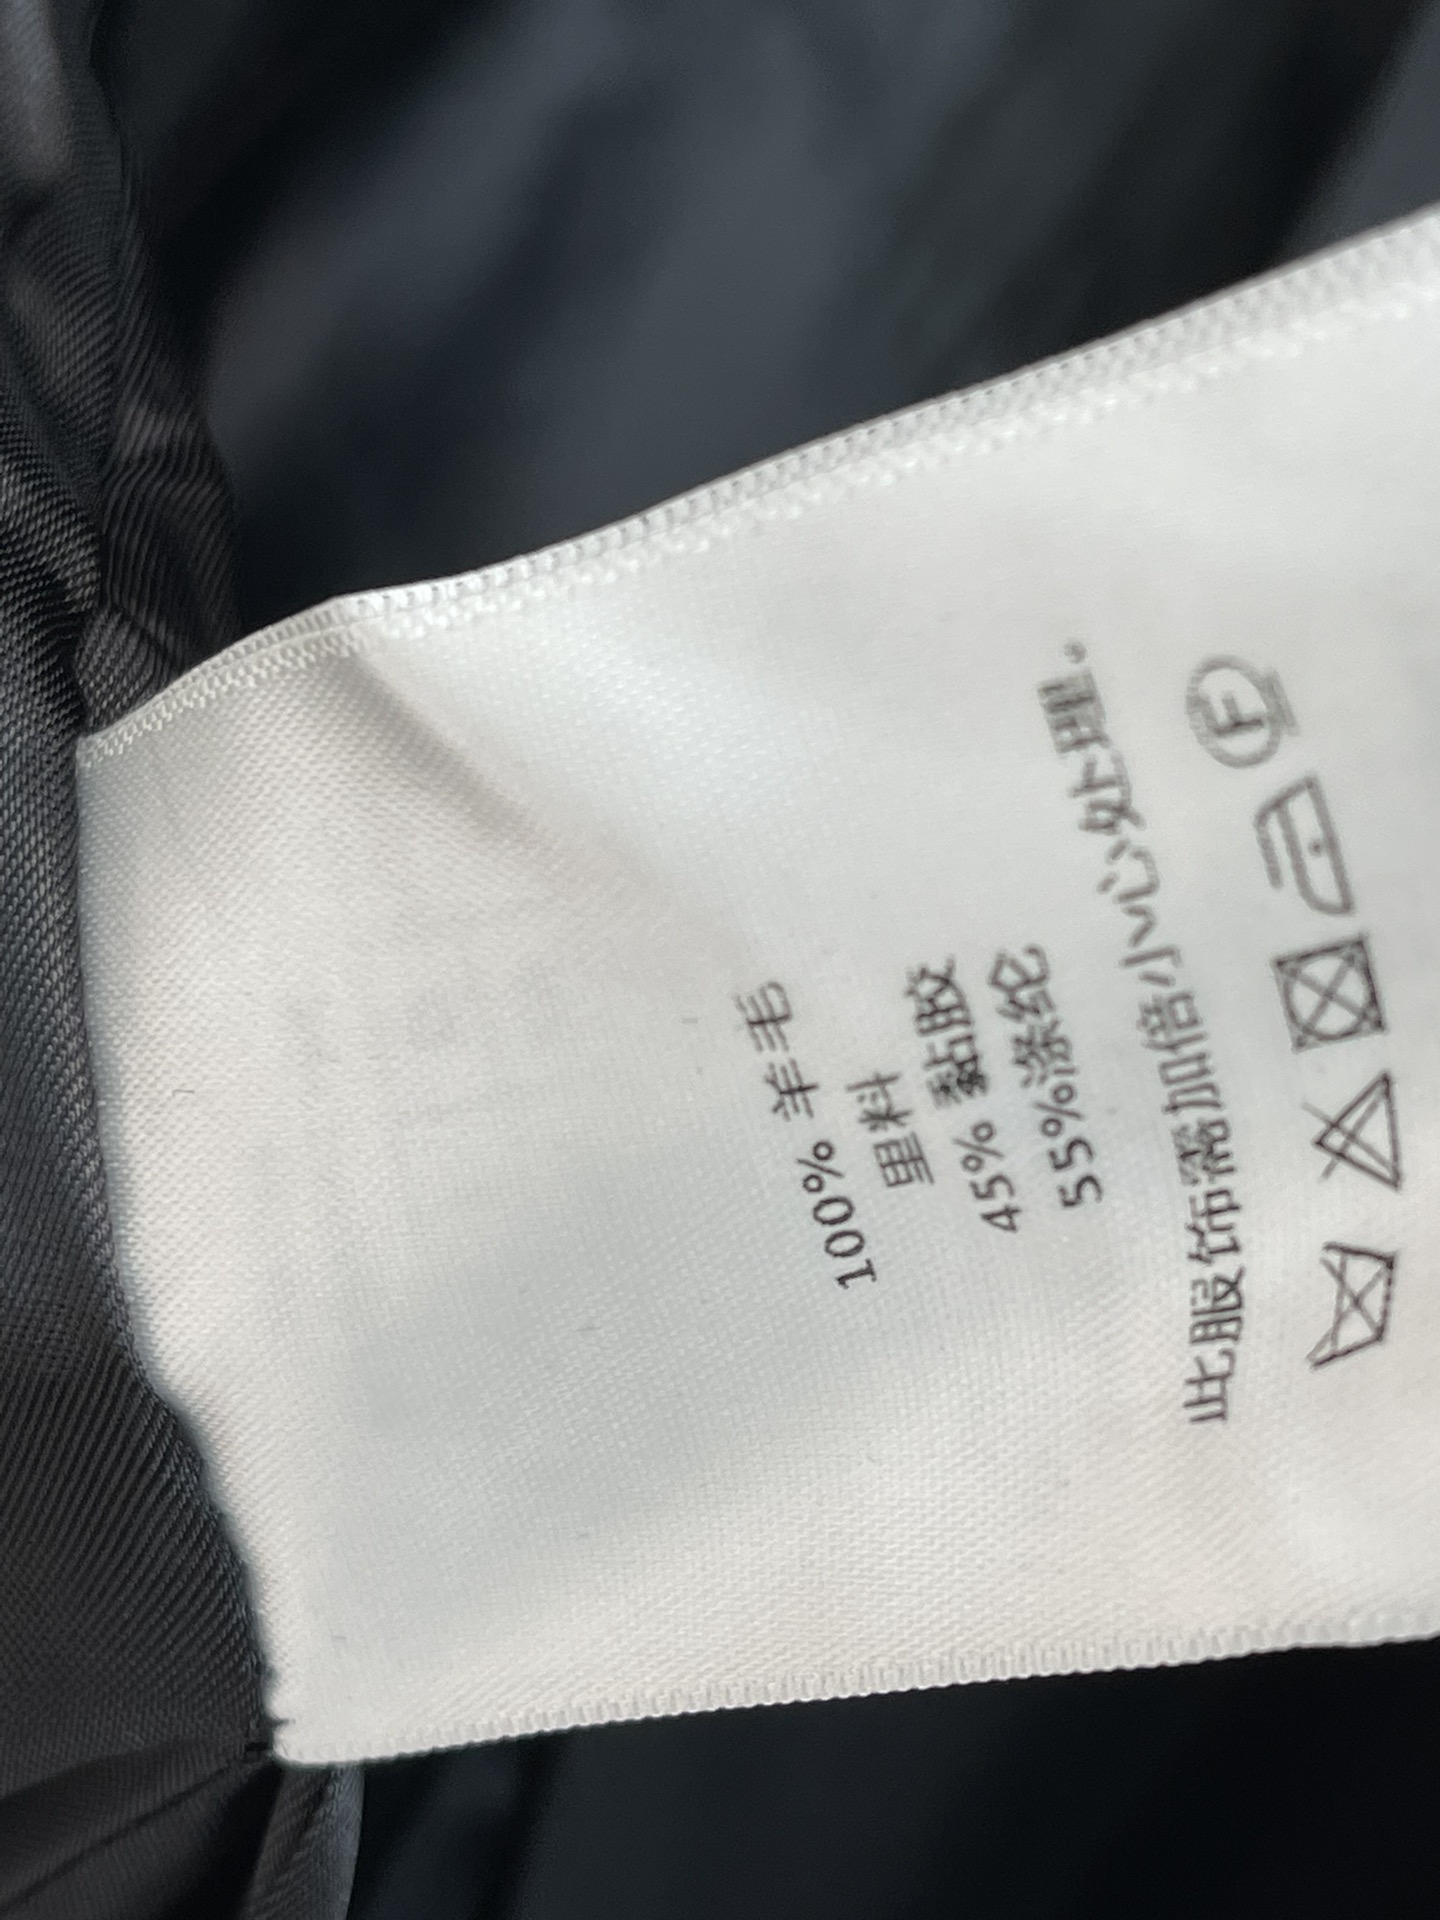 100% 羊毛
里料
45% 黏胶
55%涤纶
此服饰需加倍小心处理。
F